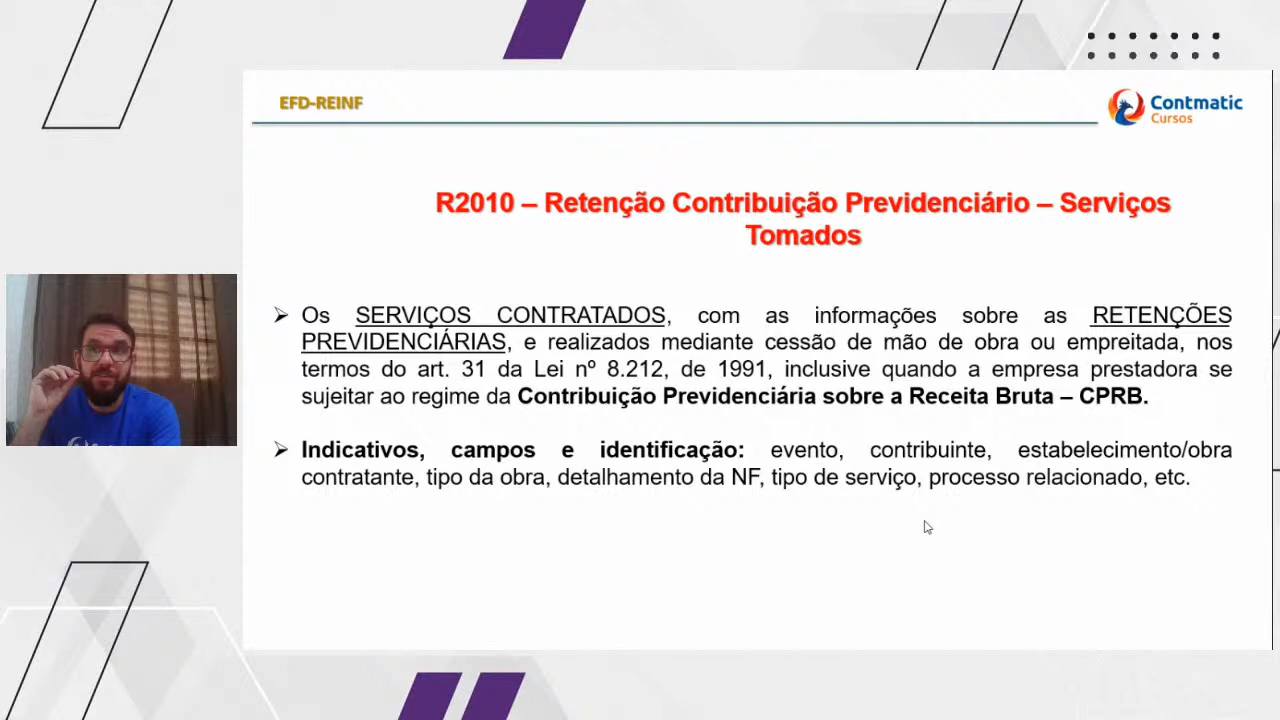 EFD-REINF
Contmatic
Cursos
R2010 – Retenção Contribuição Previdenciário – Serviços
Tomados
Os SERVIÇOS CONTRATADOS, com as informações sobre as RETENÇÕES
PREVIDENCIÁRIAS, e realizados mediante cessão de mão de obra ou empreitada, nos
termos do art. 31 da Lei nº 8.212, de 1991, inclusive quando a empresa prestadora se
sujeitar ao regime da Contribuição Previdenciária sobre a Receita Bruta – CPRB.
Indicativos, campos e identificação: evento, contribuinte, estabelecimento/obra
contratante, tipo da obra, detalhamento da NF, tipo de serviço, processo relacionado, etc.